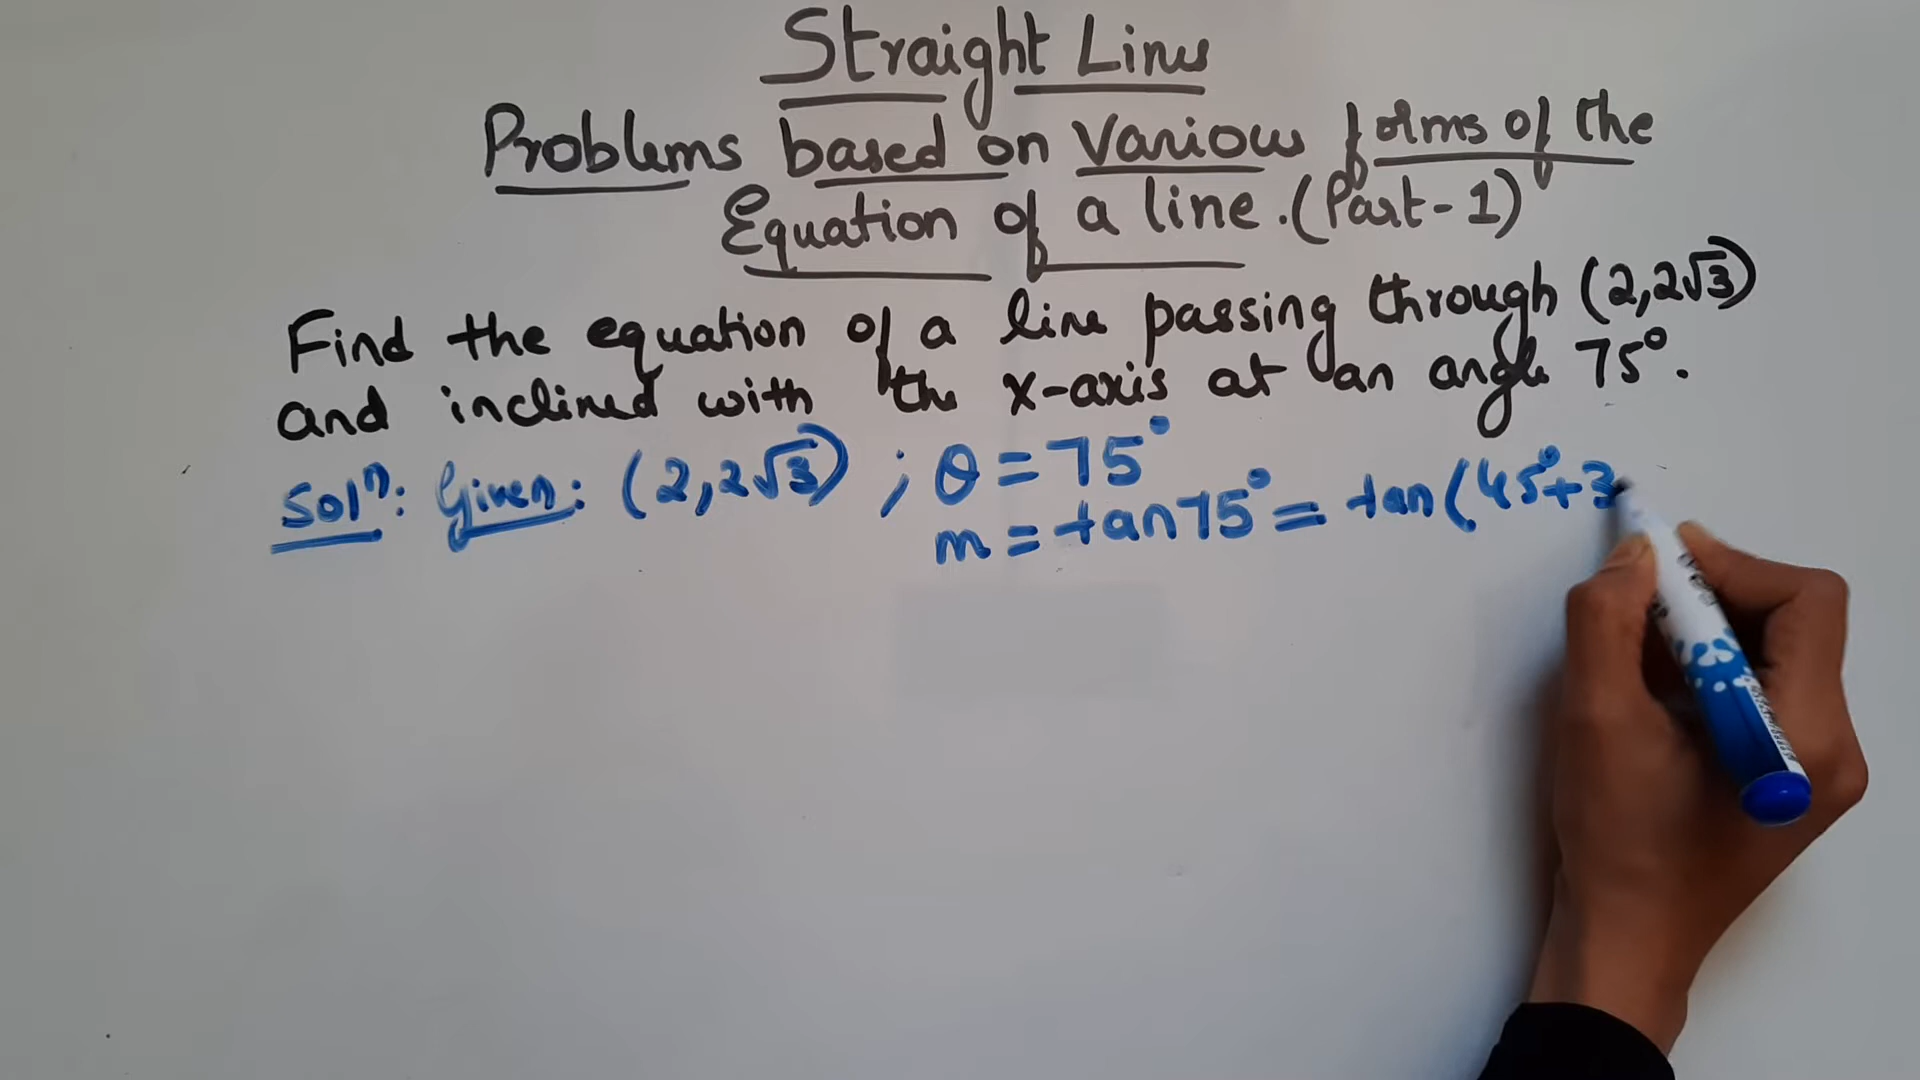 Straight Lines
Problems based on Various forms of the
Equation of a line. (Part-1)
Find the equation of a line passing through (2,2√3)
and inclined with the x-axis at an angle 75°.
Solⁿ: Given: (2,2√3) ; θ = 75°
m = tan75° = tan(45°+3